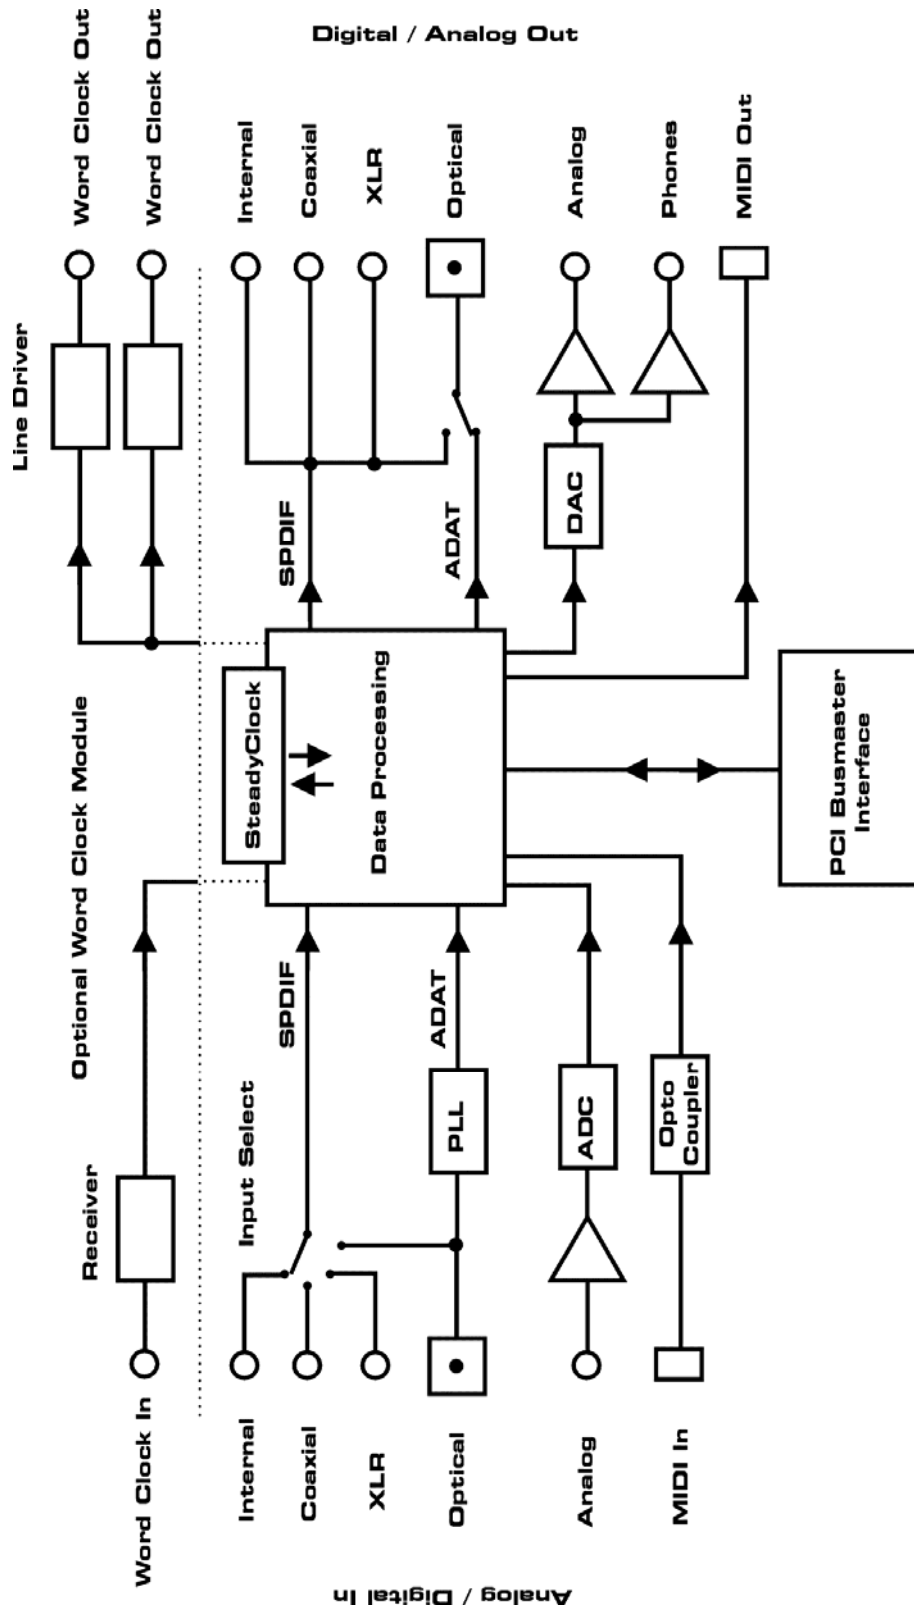 Digital / Analog Out
Word Clock Out
Word Clock Out
Internal
Coaxial
XLR
Optical
Analog
Phones
MIDI Out
Line Driver
SPDIF
ADAT
DAC
Optional Word Clock Module
SteadyClock
Data Processing
PCI Busmaster
Interface
SPDIF
ADAT
Receiver
Input Select
PLL
ADC
Opto
Coupler
Word Clock In
Internal
Coaxial
XLR
Optical
Analog
MIDI In
Analog / Digital In